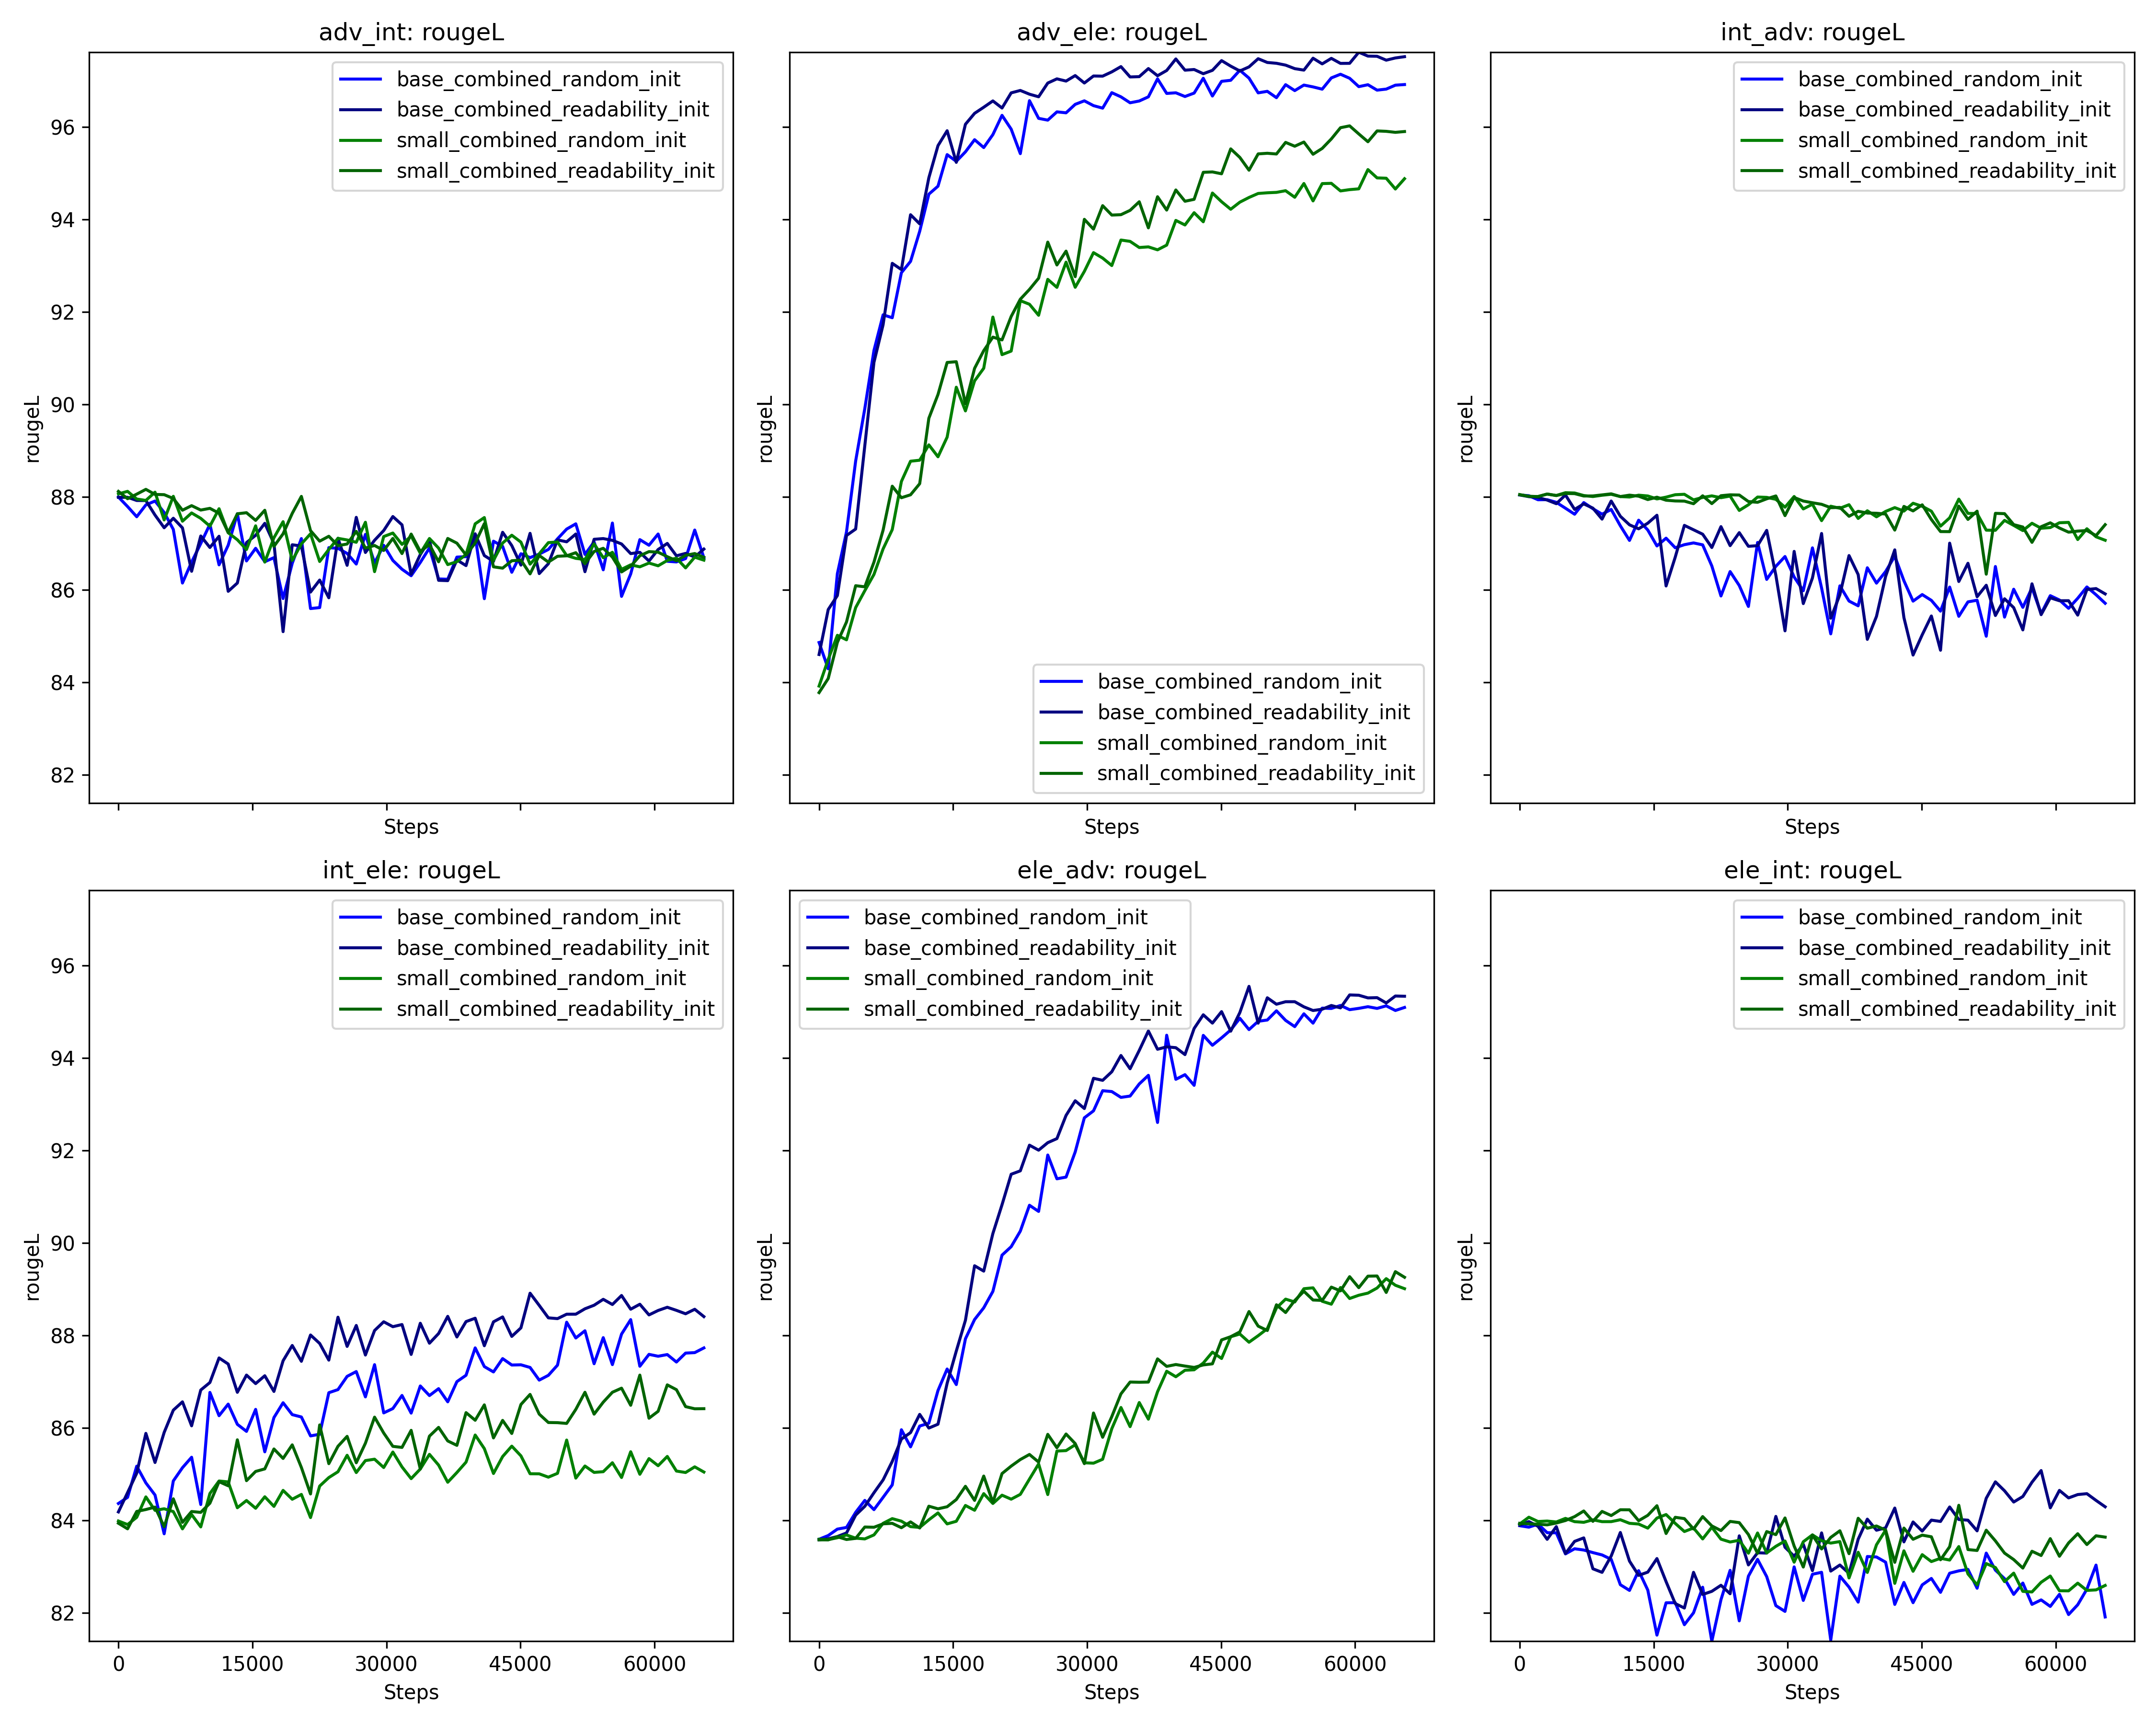 adv_int: rougeL
rougeL
96
94
92
90
88
86
84
82
base_combined_random_init
base_combined_readability_init
small_combined_random_init
small_combined_readability_init
Steps
adv_ele: rougeL
rougeL
base_combined_random_init
base_combined_readability_init
small_combined_random_init
small_combined_readability_init
Steps
int_adv: rougeL
rougeL
base_combined_random_init
base_combined_readability_init
small_combined_random_init
small_combined_readability_init
Steps
int_ele: rougeL
rougeL
96
94
92
90
88
86
84
82
base_combined_random_init
base_combined_readability_init
small_combined_random_init
small_combined_readability_init
0 15000 30000 45000 60000
Steps
ele_adv: rougeL
rougeL
base_combined_random_init
base_combined_readability_init
small_combined_random_init
small_combined_readability_init
0 15000 30000 45000 60000
Steps
ele_int: rougeL
rougeL
base_combined_random_init
base_combined_readability_init
small_combined_random_init
small_combined_readability_init
0 15000 30000 45000 60000
Steps